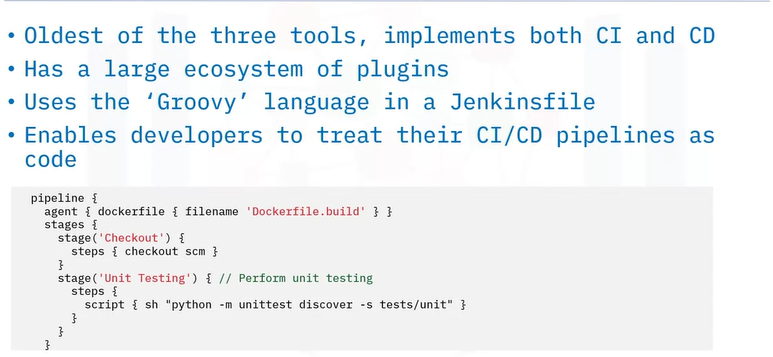 • Oldest of the three tools, implements both CI and CD
• Has a large ecosystem of plugins
• Uses the ‘Groovy’ language in a Jenkinsfile
• Enables developers to treat their CI/CD pipelines as
code
pipeline {
  agent { dockerfile { filename 'Dockerfile.build' } }
  stages {
    stage('Checkout') {
      steps { checkout scm }
    }
    stage('Unit Testing') { // Perform unit testing
      steps {
        script { sh "python -m unittest discover -s tests/unit" }
      }
    }
  }